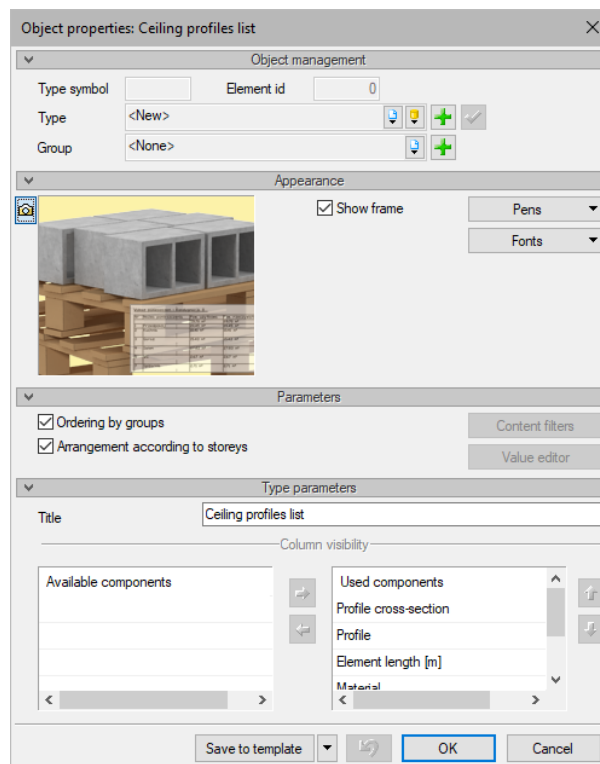 Object properties: Ceiling profiles list
Object management
Type symbol Element id 0
Type <New>
Group <None>
Appearance
Show frame Pens
Fonts
Parameters
Ordering by groups Content filters
Arrangement according to storeys Value editor
Type parameters
Title Ceiling profiles list
Column visibility
Available components Used components
Profile cross-section
Profile
Element length [m]
Material
Save to template OK Cancel